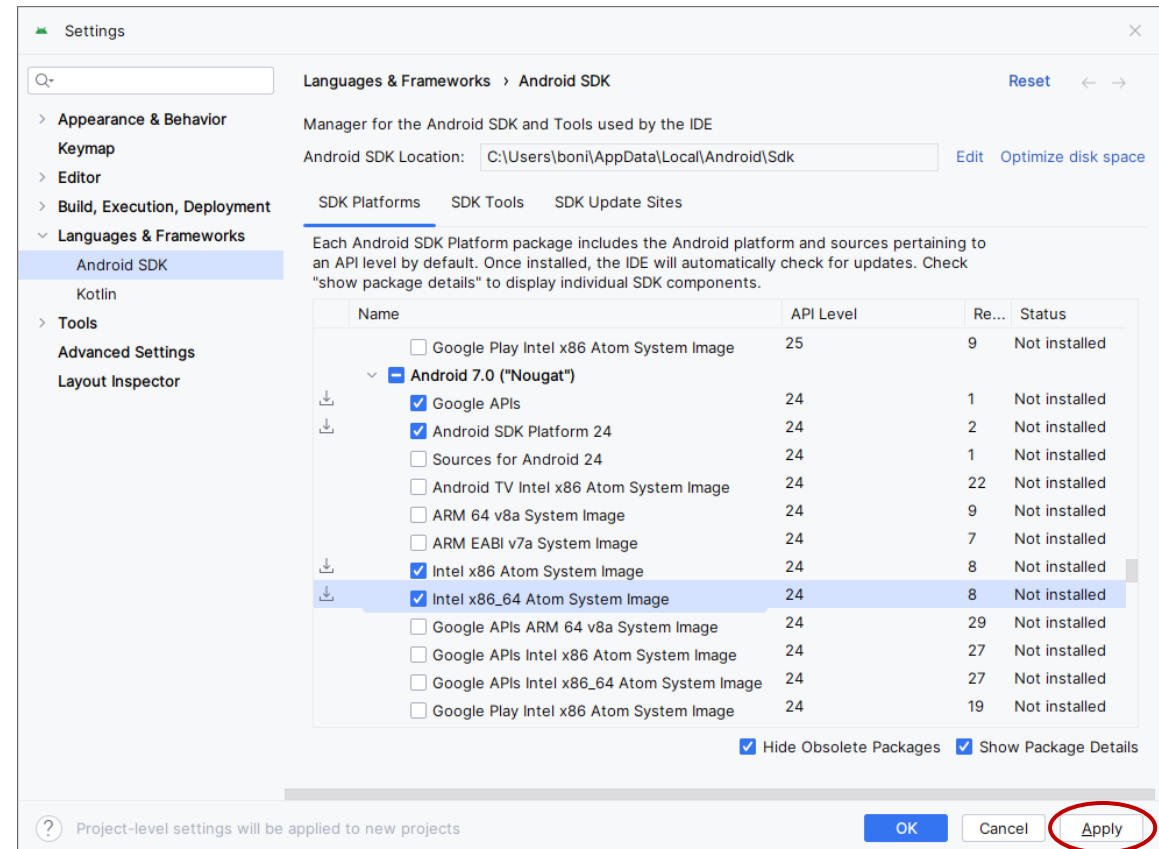 Settings
Languages & Frameworks › Android SDK Reset
Appearance & Behavior
Keymap
Editor
Build, Execution, Deployment
Languages & Frameworks
Android SDK
Kotlin
Tools
Advanced Settings
Layout Inspector
Manager for the Android SDK and Tools used by the IDE
Android SDK Location: C:\Users\boni\AppData\Local\Android\Sdk Edit Optimize disk space
SDK Platforms SDK Tools SDK Update Sites
Each Android SDK Platform package includes the Android platform and sources pertaining to
an API level by default. Once installed, the IDE will automatically check for updates. Check
"show package details" to display individual SDK components.
Name API Level Re... Status
Google Play Intel x86 Atom System Image 25 9 Not installed
Android 7.0 ("Nougat")
Google APIs 24 1 Not installed
Android SDK Platform 24 24 2 Not installed
Sources for Android 24 24 1 Not installed
Android TV Intel x86 Atom System Image 24 22 Not installed
ARM 64 v8a System Image 24 9 Not installed
ARM EABI v7a System Image 24 7 Not installed
Intel x86 Atom System Image 24 8 Not installed
Intel x86_64 Atom System Image 24 8 Not installed
Google APIs ARM 64 v8a System Image 24 29 Not installed
Google APIs Intel x86 Atom System Image 24 27 Not installed
Google APIs Intel x86_64 Atom System Image 24 27 Not installed
Google Play Intel x86 Atom System Image 24 19 Not installed
Hide Obsolete Packages Show Package Details
? Project-level settings will be applied to new projects OK Cancel Apply